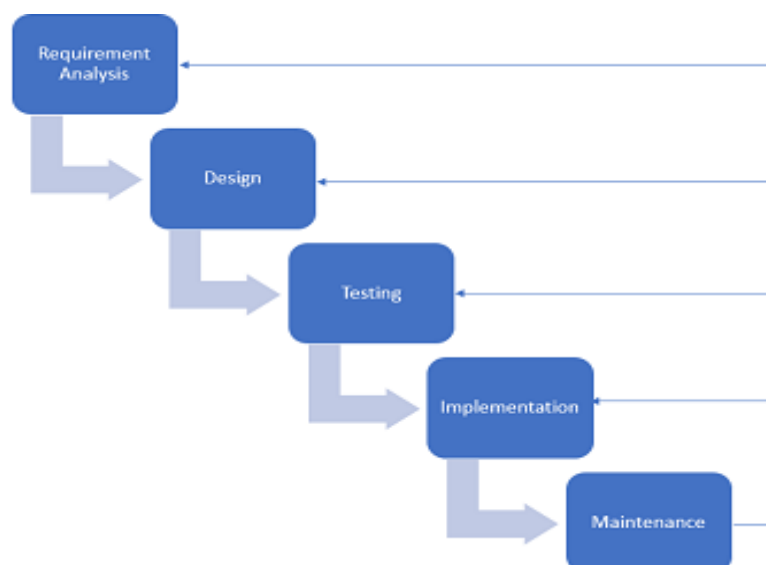 Requirement
Analysis
Design
Testing
Implementation
Maintenance